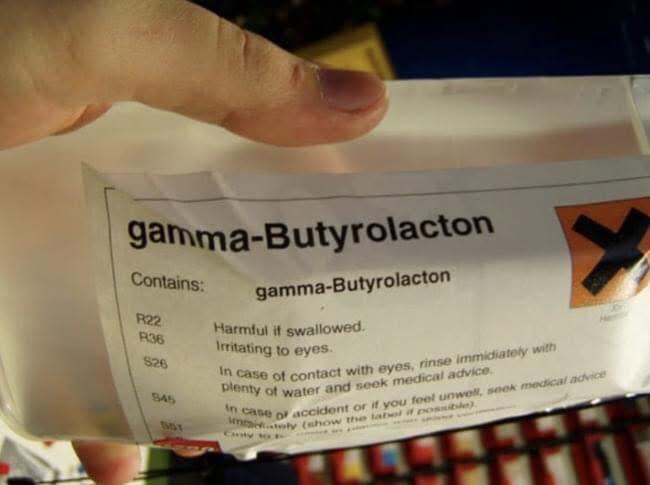 gamma-Butyrolacton
Contains: gamma-Butyrolacton
R22 Harmful if swallowed.
R36 Irritating to eyes.
S26 In case of contact with eyes, rinse immidiately with
plenty of water and seek medical advice.
S45 In case of accident or if you feel unwell, seek medical advice
immidiately (show the label if possible).
S51 Only